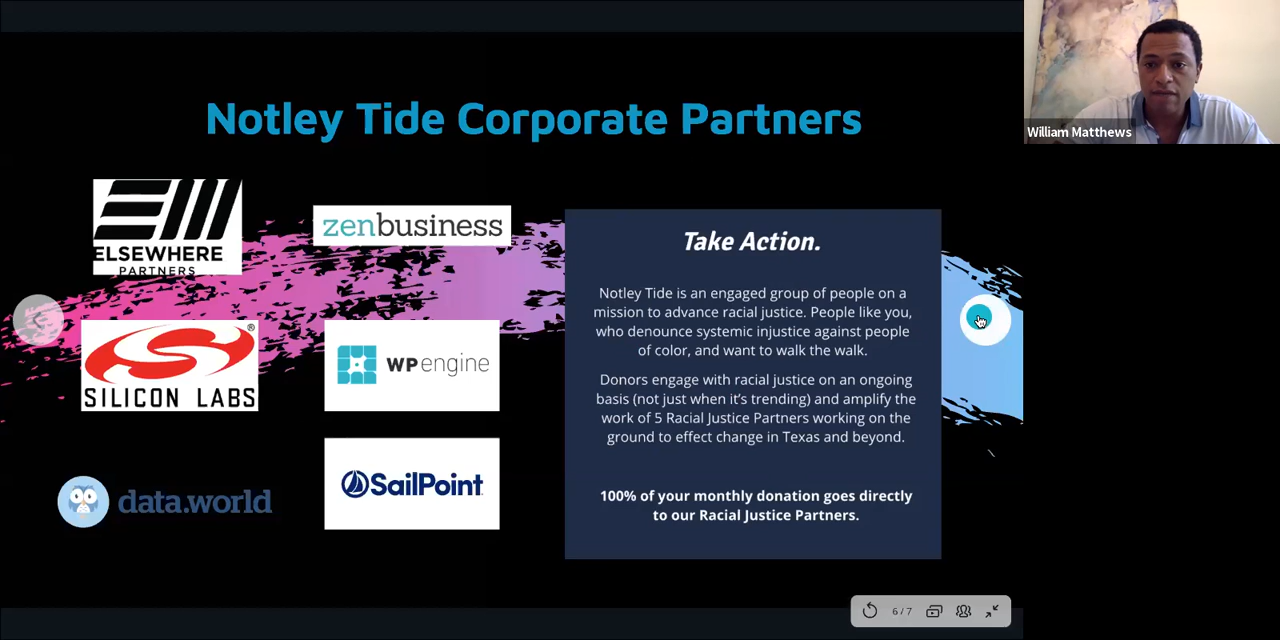 Notley Tide Corporate Partners
William Matthews
ELSEWHERE
PARTNERS
zenbusiness
SILICON LABS®
WPengine
data.world
SailPoint
Take Action.
Notley Tide is an engaged group of people on a
mission to advance racial justice. People like you,
who denounce systemic injustice against people
of color, and want to walk the walk.
Donors engage with racial justice on an ongoing
basis (not just when it's trending) and amplify the
work of 5 Racial Justice Partners working on the
ground to effect change in Texas and beyond.
100% of your monthly donation goes directly
to our Racial Justice Partners.
6 / 7